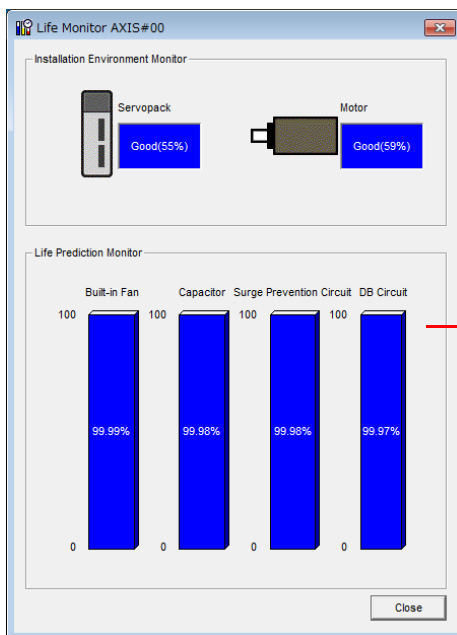 Life Monitor AXIS#00
Installation Environment Monitor
Servopack
Motor
Good(55%)
Good(59%)
Life Prediction Monitor
Built-in Fan Capacitor Surge Prevention Circuit DB Circuit
100 100 100 100
99.99% 99.98% 99.98% 99.97%
0 0 0 0
Close